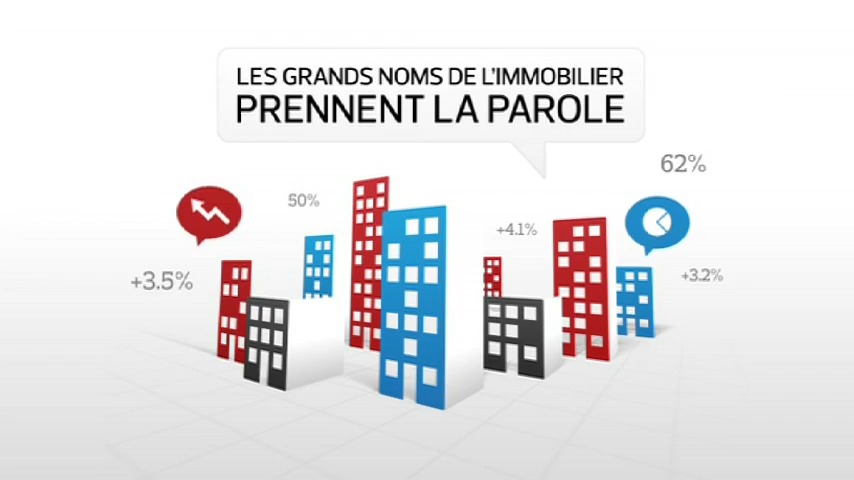 LES GRANDS NOMS DE L'IMMOBILIER
PRENNENT LA PAROLE
62%
50%
+4.1%
+3.5%
+3.2%